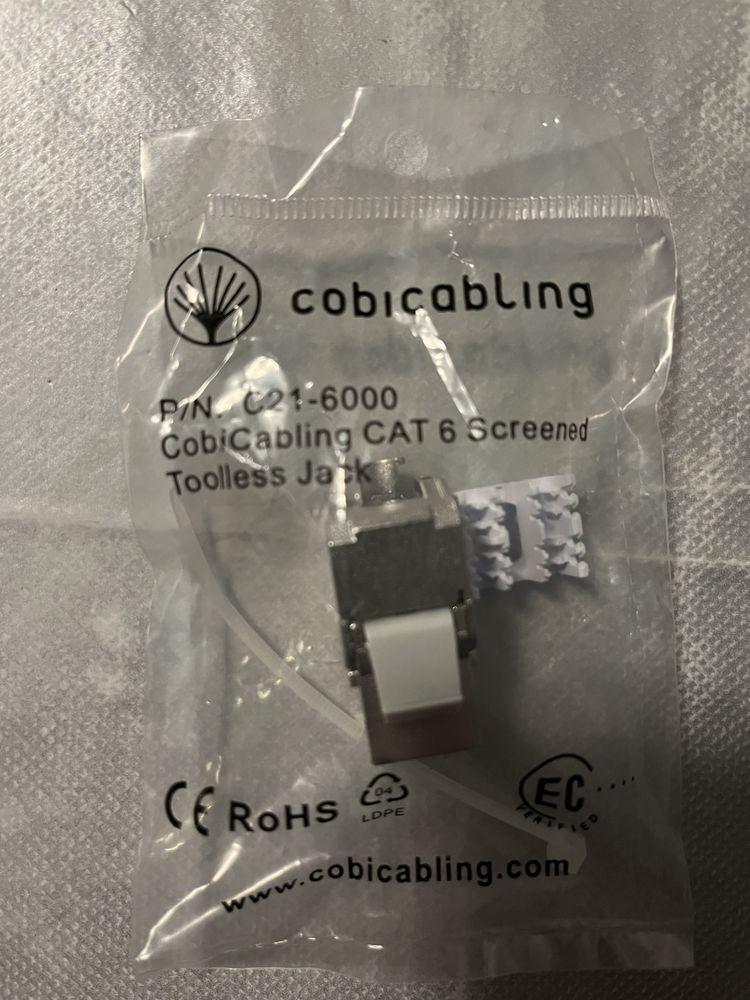 cobicabling
P/N.: C21-6000
CobiCabling CAT 6 Screened
Toolless Jack
CE RoHS
04
LDPE
EC
VERIFIED
www.cobicabling.com